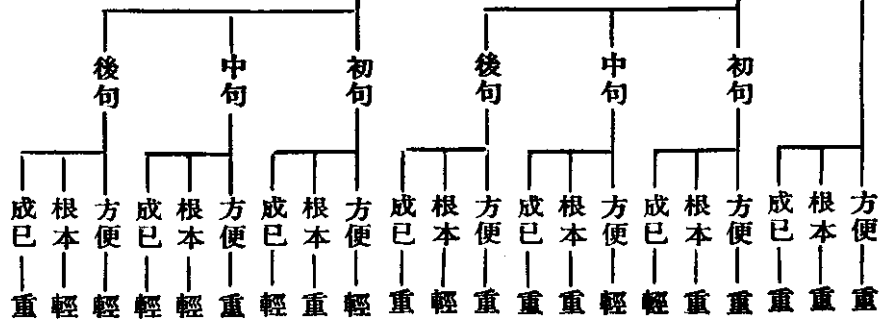 方便 重
根本 重
成已 重
初句
方便 重
根本 重
成已 輕
中句
方便 輕
根本 重
成已 重
後句
方便 重
根本 輕
成已 重
初句
方便 輕
根本 重
成已 輕
中句
方便 重
根本 輕
成已 輕
後句
方便 輕
根本 輕
成已 重